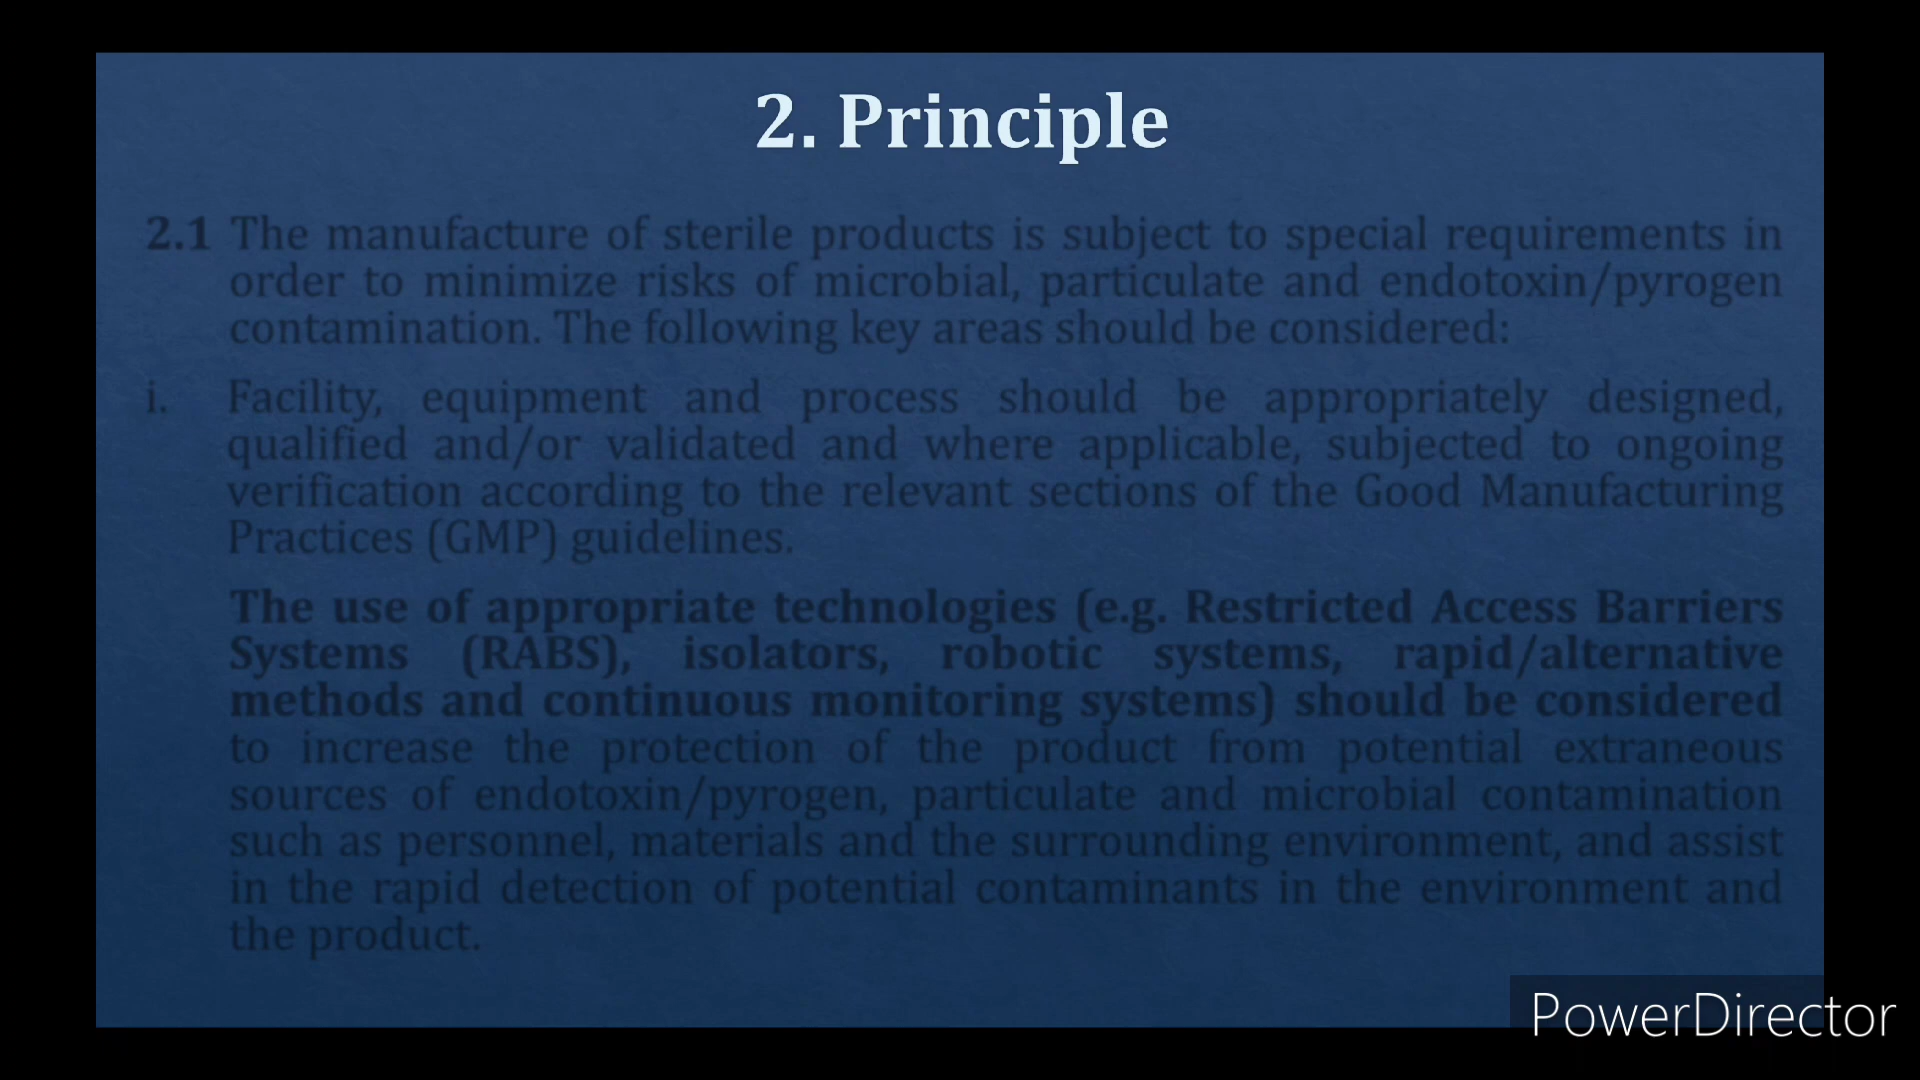 2. Principle
2.1 The manufacture of sterile products is subject to special requirements in
order to minimize risks of microbial, particulate and endotoxin/pyrogen
contamination. The following key areas should be considered:
i. Facility, equipment and process should be appropriately designed,
qualified and/or validated and where applicable, subjected to ongoing
verification according to the relevant sections of the Good Manufacturing
Practices (GMP) guidelines.
The use of appropriate technologies (e.g. Restricted Access Barriers
Systems (RABS), isolators, robotic systems, rapid/alternative
methods and continuous monitoring systems) should be considered
to increase the protection of the product from potential extraneous
sources of endotoxin/pyrogen, particulate and microbial contamination
such as personnel, materials and the surrounding environment, and assist
in the rapid detection of potential contaminants in the environment and
the product.
PowerDirector